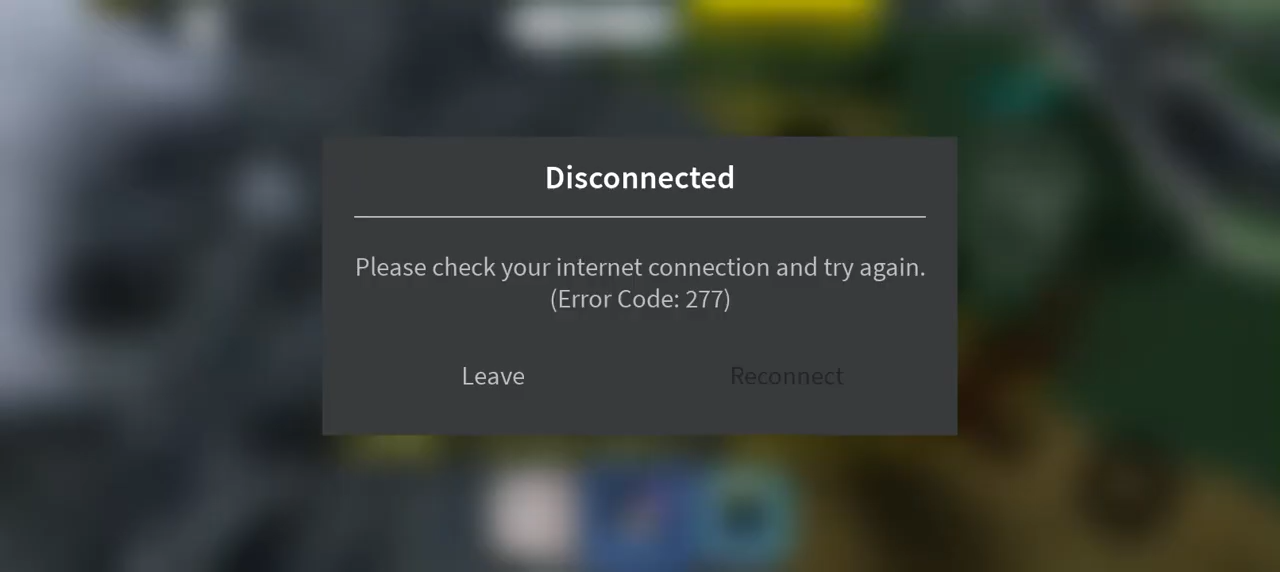 Disconnected
Please check your internet connection and try again.
(Error Code: 277)
Leave
Reconnect